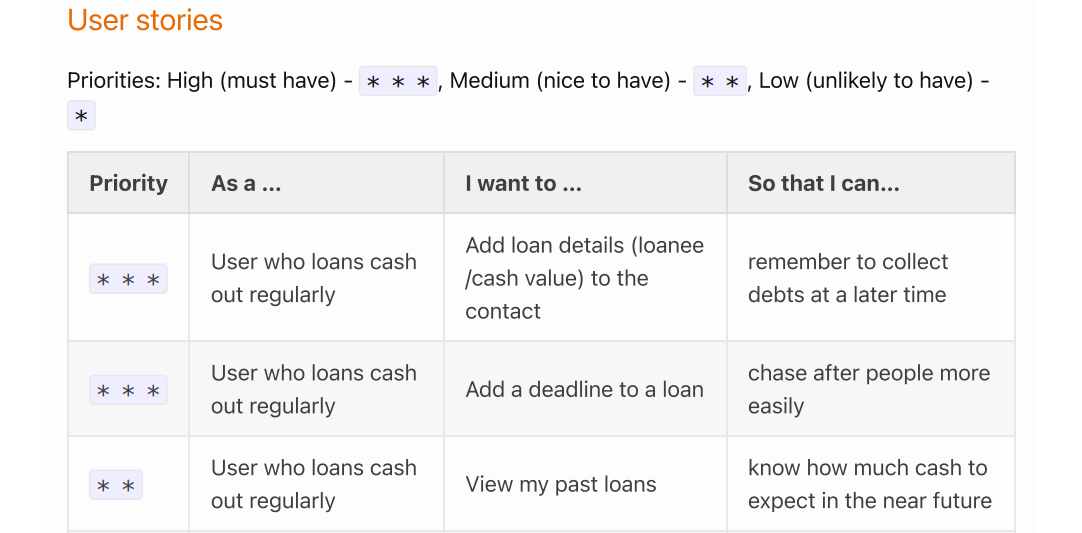 User stories
Priorities: High (must have) - * * *, Medium (nice to have) - * *, Low (unlikely to have) -
*
Priority As a ... I want to ... So that I can...
* * *
User who loans cash
out regularly
Add loan details (loanee
/cash value) to the
contact
remember to collect
debts at a later time
* * *
User who loans cash
out regularly
Add a deadline to a loan
chase after people more
easily
* *
User who loans cash
out regularly
View my past loans
know how much cash to
expect in the near future